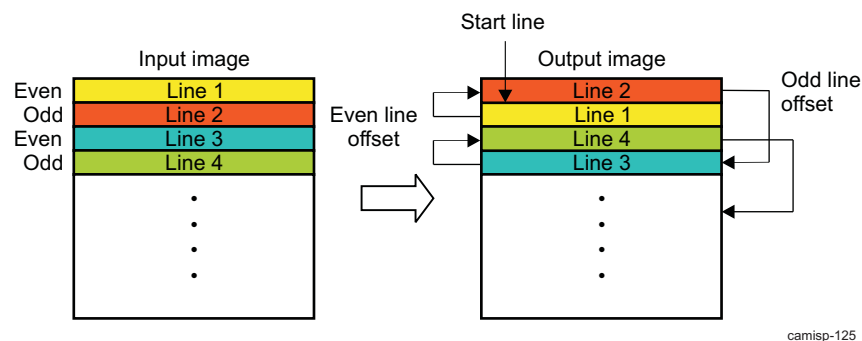 Start line
Input image
Output image
Even
Line 1
Odd
Line 2
Even
Line 3
Odd
Line 4
Even line
offset
Line 2
Line 1
Line 4
Line 3
Odd line
offset
camisp-125